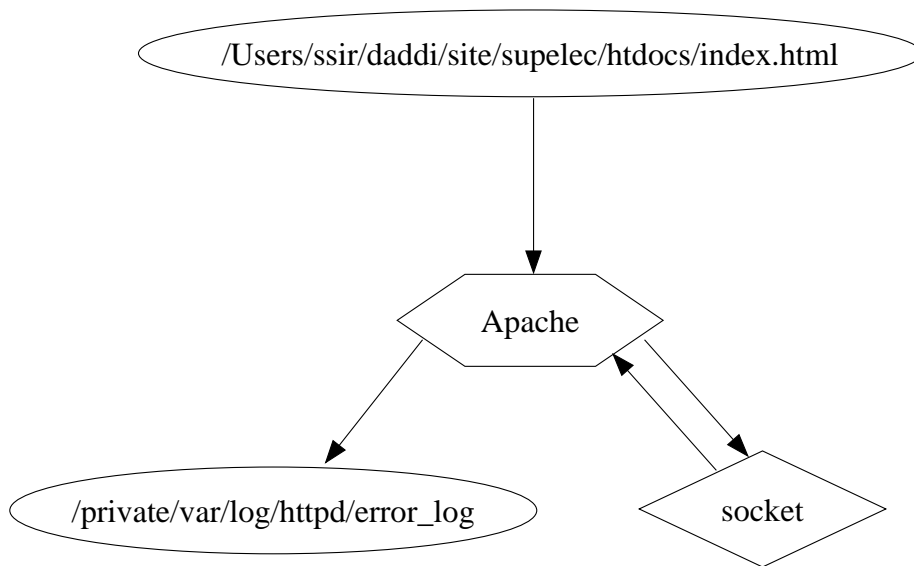 /Users/ssir/daddi/site/supelec/htdocs/index.html
Apache
/private/var/log/httpd/error_log
socket